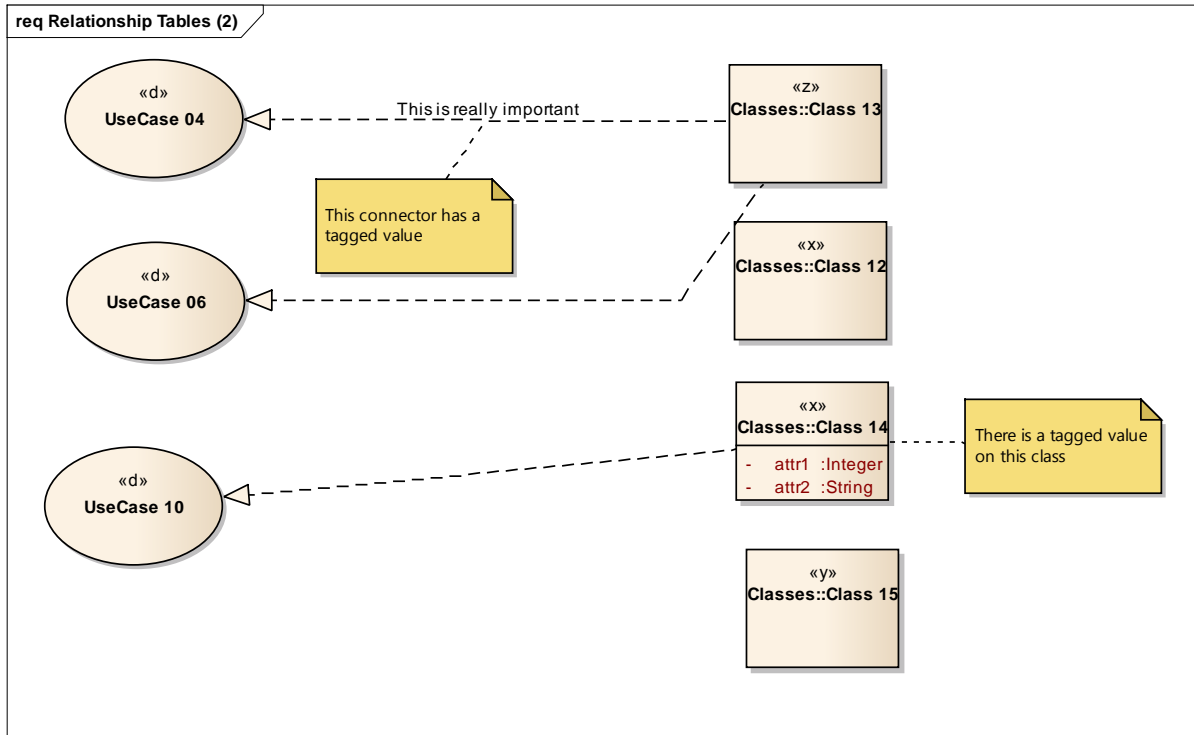 req Relationship Tables (2)
«d»
UseCase 04
This is really important
«z»
Classes::Class 13
This connector has a
tagged value
«d»
UseCase 06
«x»
Classes::Class 12
«x»
Classes::Class 14
- attr1 :Integer
- attr2 :String
There is a tagged value
on this class
«d»
UseCase 10
«y»
Classes::Class 15